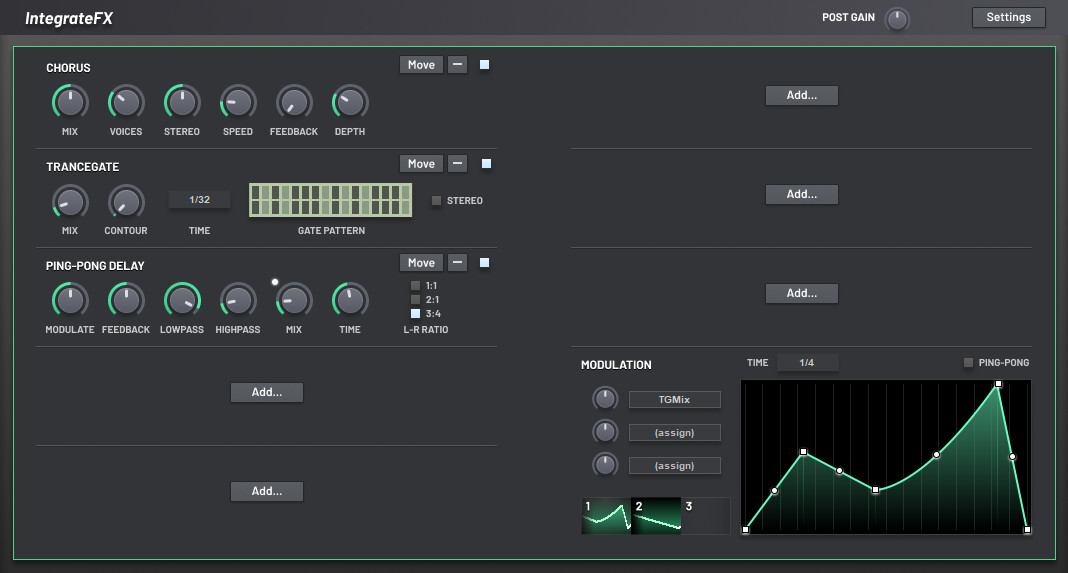 IntegrateFX
POST GAIN
Settings
CHORUS
Move
MIX VOICES STEREO SPEED FEEDBACK DEPTH
TRANCEGATE
Move
1/32
STEREO
MIX CONTOUR TIME GATE PATTERN
PING-PONG DELAY
Move
1:1
2:1
3:4
MODULATE FEEDBACK LOWPASS HIGHPASS MIX TIME L-R RATIO
Add...
Add...
Add...
Add...
Add...
MODULATION
TIME 1/4 PING-PONG
TGMix
(assign)
(assign)
1 2 3